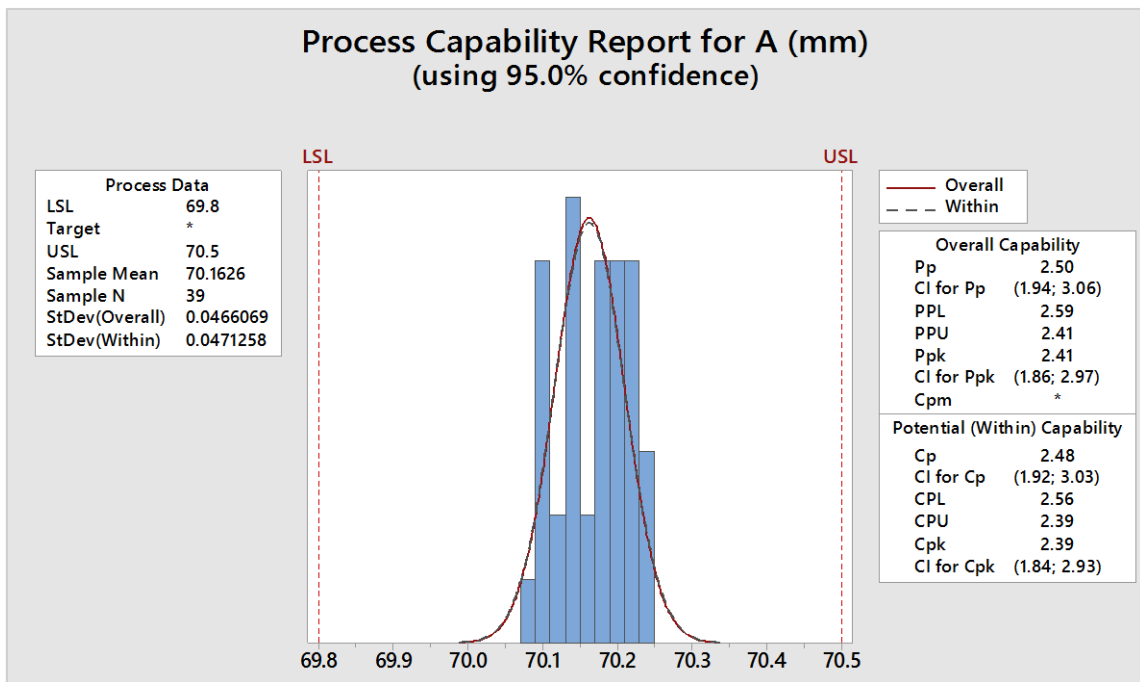 Process Capability Report for A (mm)
(using 95.0% confidence)
LSL
USL
Process Data
LSL 69.8
Target *
USL 70.5
Sample Mean 70.1626
Sample N 39
StDev(Overall) 0.0466069
StDev(Within) 0.0471258
Overall
Within
Overall Capability
Pp 2.50
CI for Pp (1.94; 3.06)
PPL 2.59
PPU 2.41
Ppk 2.41
CI for Ppk (1.86; 2.97)
Cpm *
Potential (Within) Capability
Cp 2.48
CI for Cp (1.92; 3.03)
CPL 2.56
CPU 2.39
Cpk 2.39
CI for Cpk (1.84; 2.93)
69.8 69.9 70.0 70.1 70.2 70.3 70.4 70.5